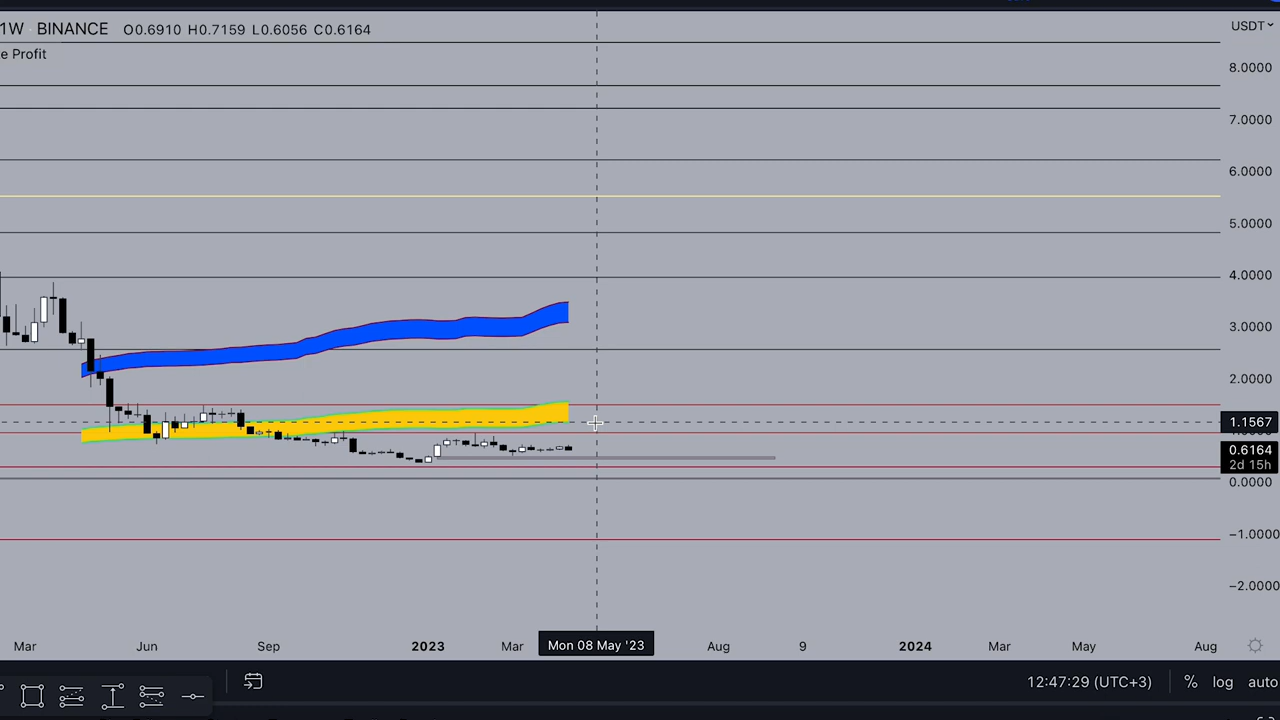 1W BINANCE O0.6910 H0.7159 L0.6056 C0.6164
e Profit
USDT
8.0000
7.0000
6.0000
5.0000
4.0000
3.0000
2.0000
1.1567
0.6164
2d 15h
0.0000
−1.0000
−2.0000
Mar Jun Sep 2023 Mar Mon 08 May '23 Aug 9 2024 Mar May Aug
12:47:29 (UTC+3) % log auto